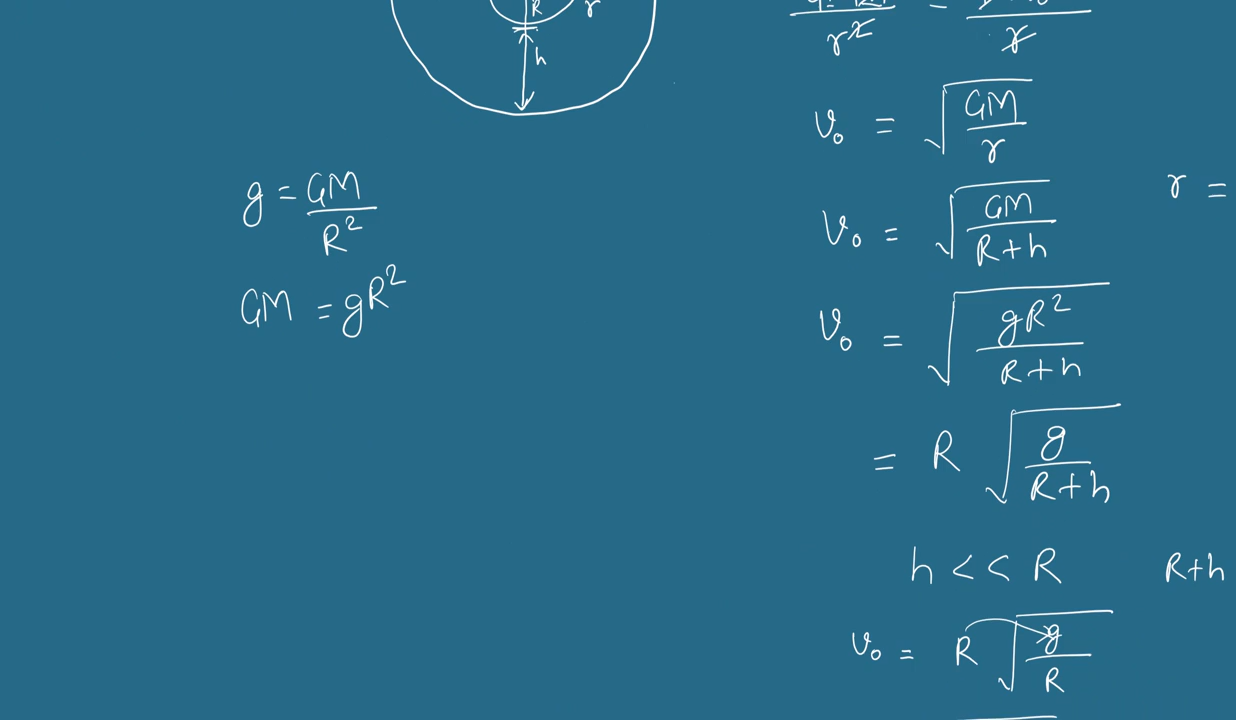 R r
h
v₀ = √(GM/r)
g = GM/R²
r =
v₀ = √(GM/(R+h))
GM = gR²
v₀ = √(gR²/(R+h))
= R √(g/(R+h))
h << R R+h
v₀ = R √(g/R)